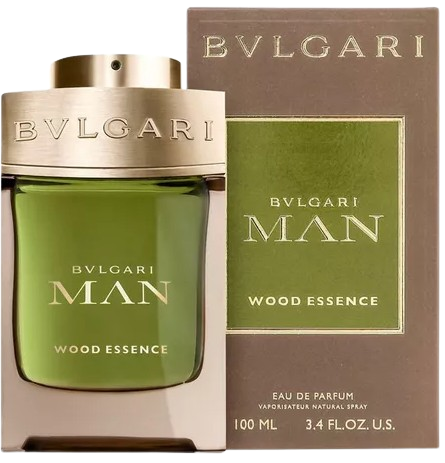 BVLGARI
BVLGARI
MAN
WOOD ESSENCE
BVLGARI
BVLGARI
MAN
WOOD ESSENCE
EAU DE PARFUM
VAPORISATEUR NATURAL SPRAY
100 ML 3.4 FL.OZ. U.S.